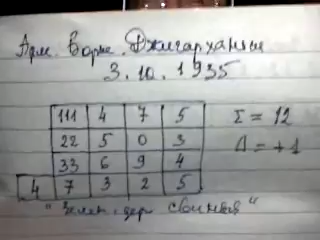 Арм. Борис. Джигарханян
3.10.1935
111 4 7 5 Σ = 12
22 5 0 3 Δ = +1
33 6 9 4
4 7 3 2 5